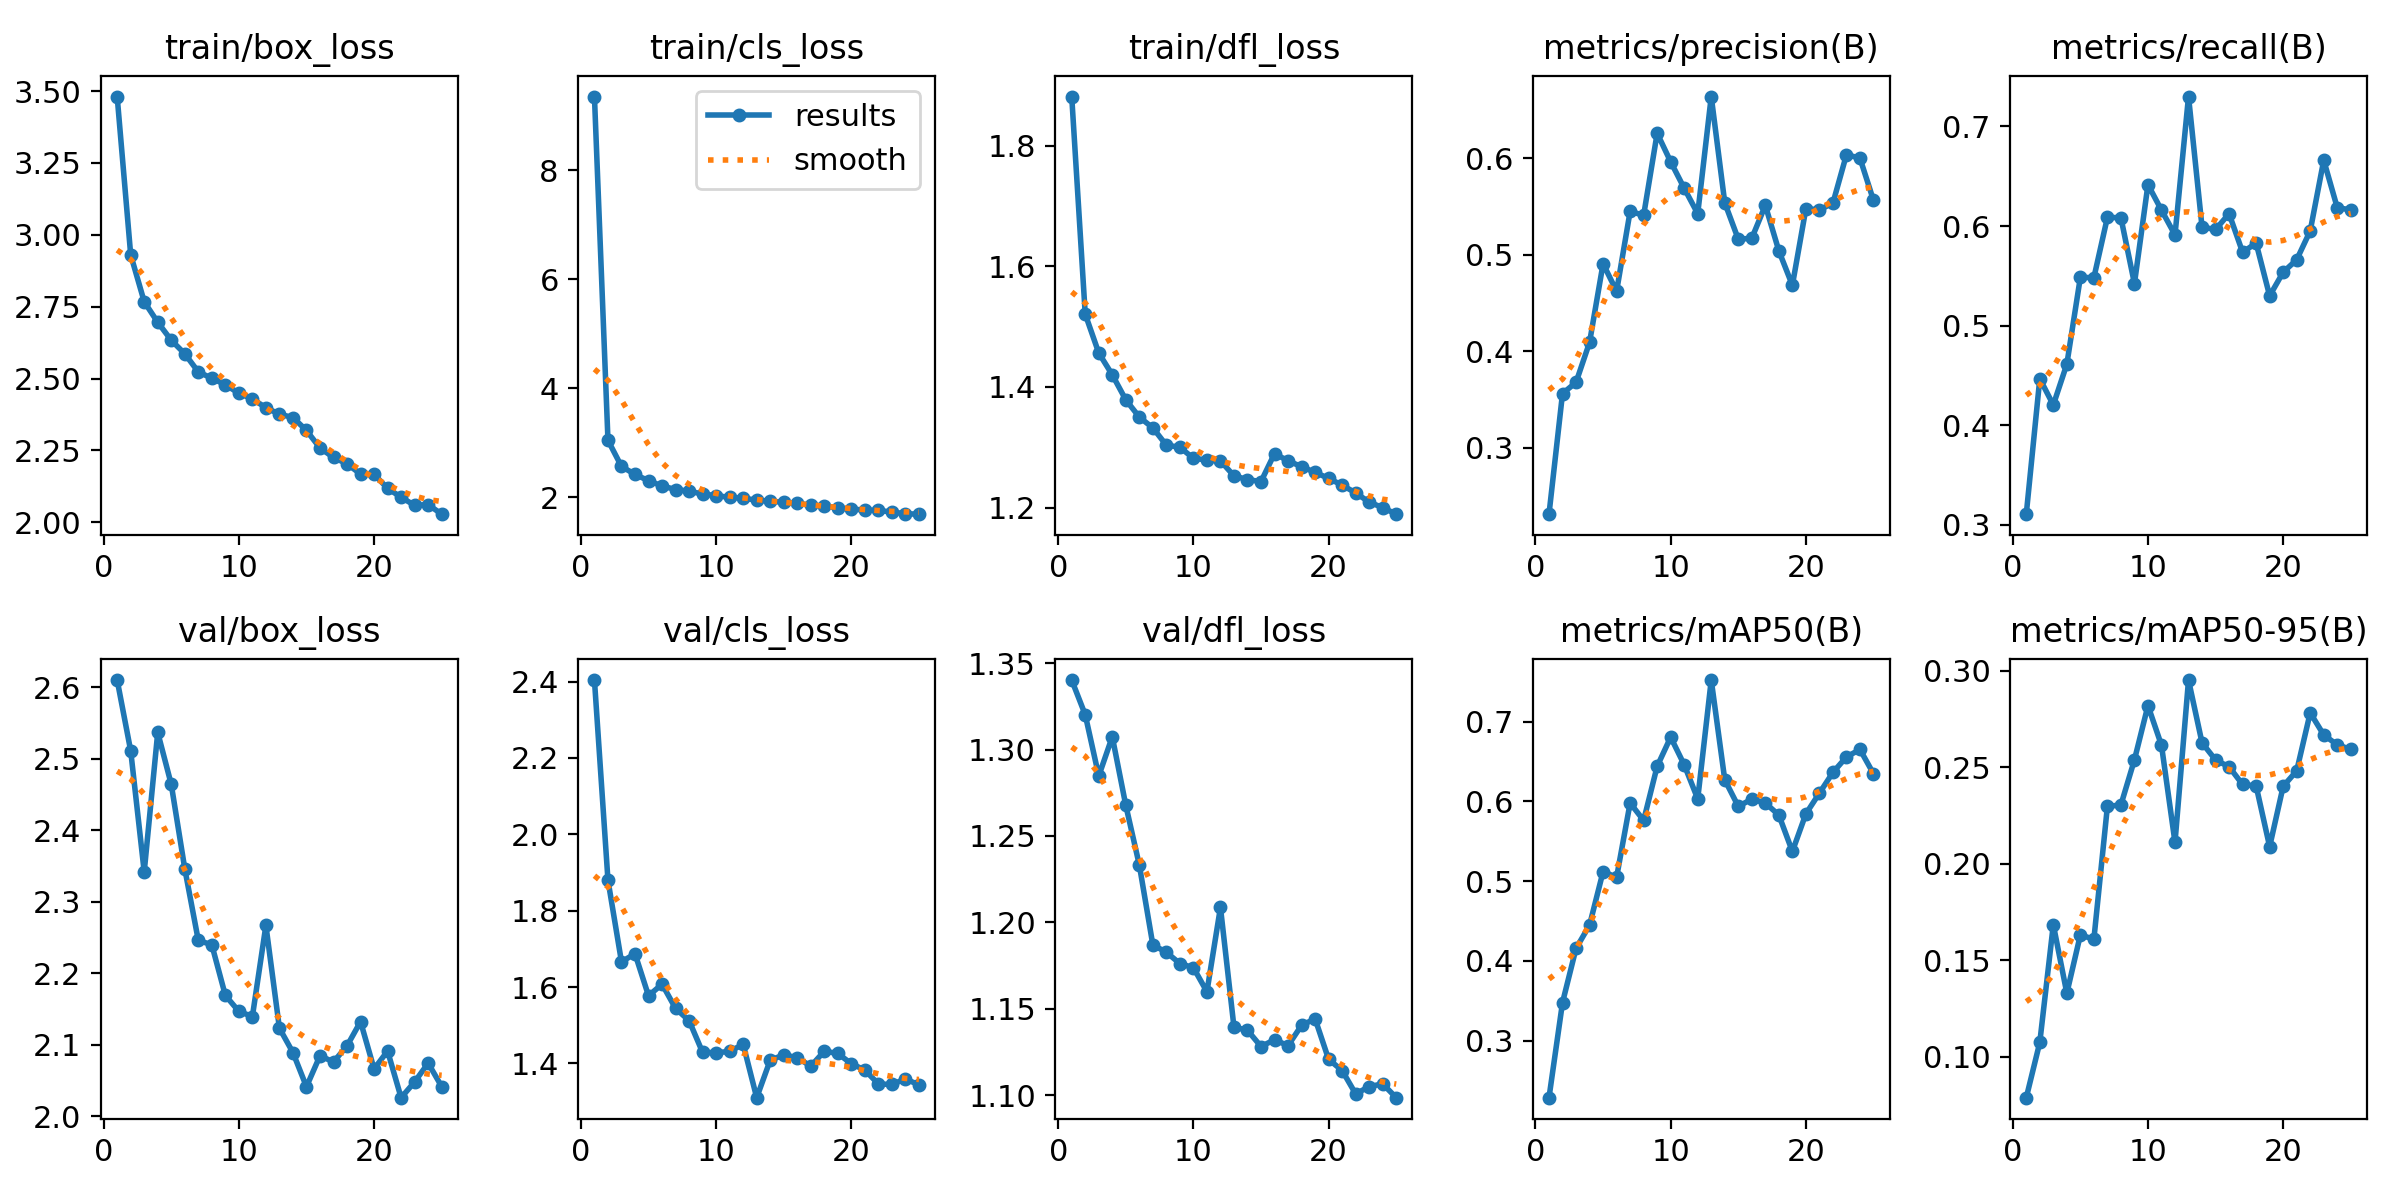 train/box_loss
3.50
3.25
3.00
2.75
2.50
2.25
2.00
0 10 20
train/cls_loss
results
smooth
8
6
4
2
0 10 20
train/dfl_loss
1.8
1.6
1.4
1.2
0 10 20
metrics/precision(B)
0.6
0.5
0.4
0.3
0 10 20
metrics/recall(B)
0.7
0.6
0.5
0.4
0.3
0 10 20
val/box_loss
2.6
2.5
2.4
2.3
2.2
2.1
2.0
0 10 20
val/cls_loss
2.4
2.2
2.0
1.8
1.6
1.4
0 10 20
val/dfl_loss
1.35
1.30
1.25
1.20
1.15
1.10
0 10 20
metrics/mAP50(B)
0.7
0.6
0.5
0.4
0.3
0 10 20
metrics/mAP50-95(B)
0.30
0.25
0.20
0.15
0.10
0 10 20